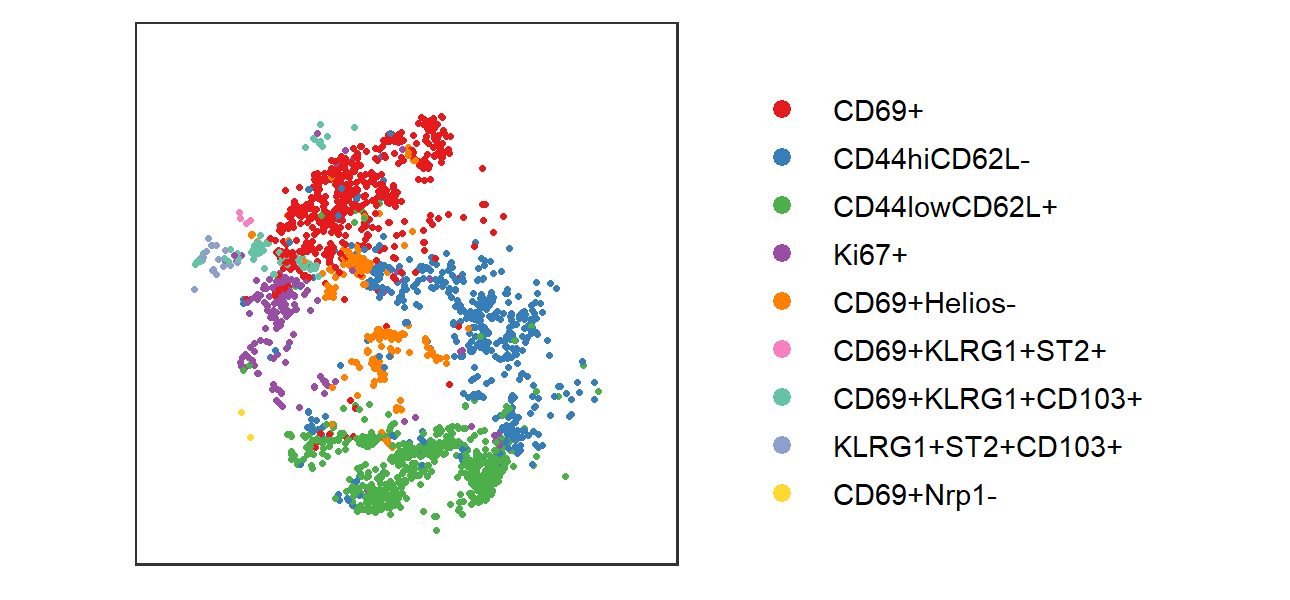 CD69+
CD44hiCD62L-
CD44lowCD62L+
Ki67+
CD69+Helios-
CD69+KLRG1+ST2+
CD69+KLRG1+CD103+
KLRG1+ST2+CD103+
CD69+Nrp1-